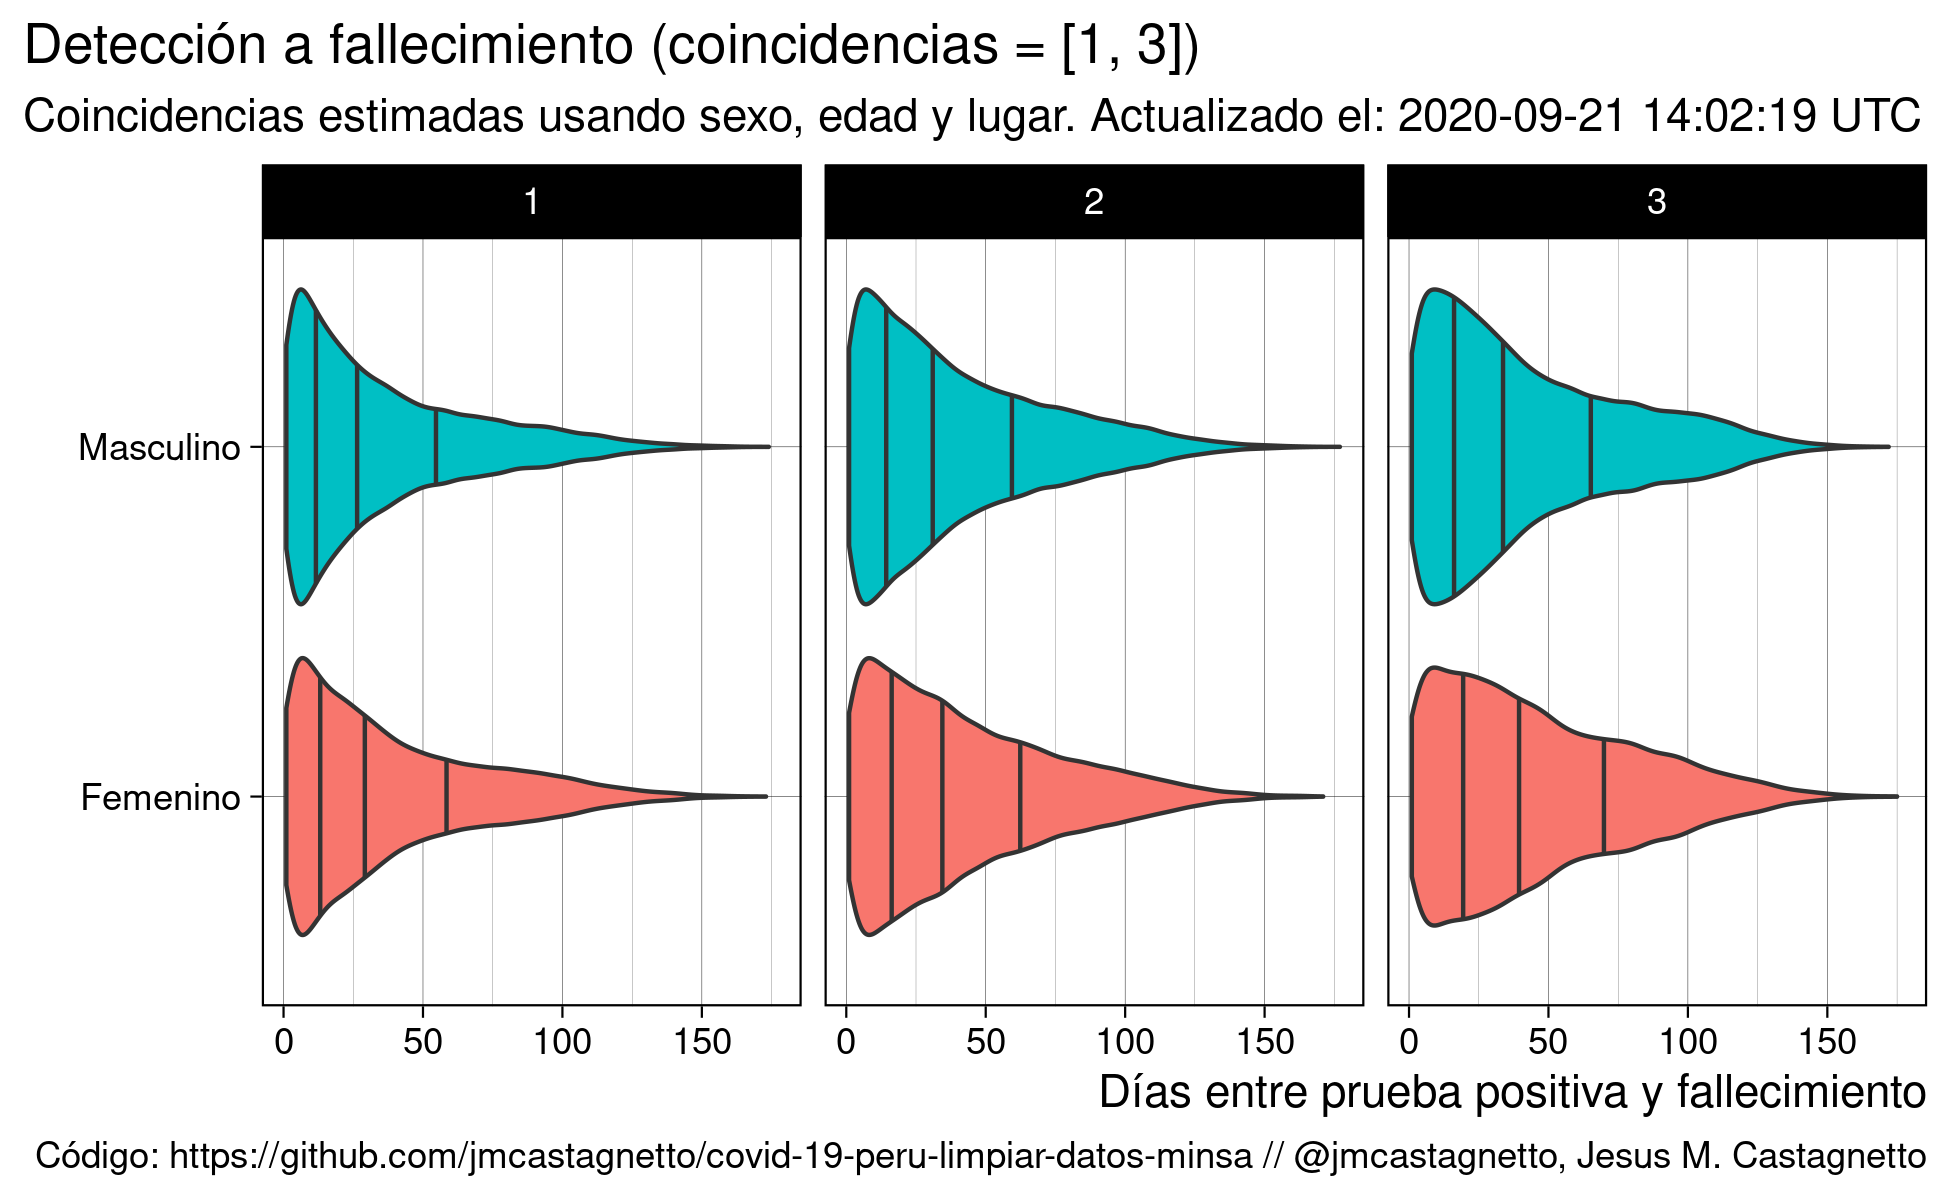 Detección a fallecimiento (coincidencias = [1, 3])
Coincidencias estimadas usando sexo, edad y lugar. Actualizado el: 2020-09-21 14:02:19 UTC
1 2 3
Masculino
Femenino
0 50 100 150 0 50 100 150 0 50 100 150
Días entre prueba positiva y fallecimiento
Código: https://github.com/jmcastagnetto/covid-19-peru-limpiar-datos-minsa // @jmcastagnetto, Jesus M. Castagnetto